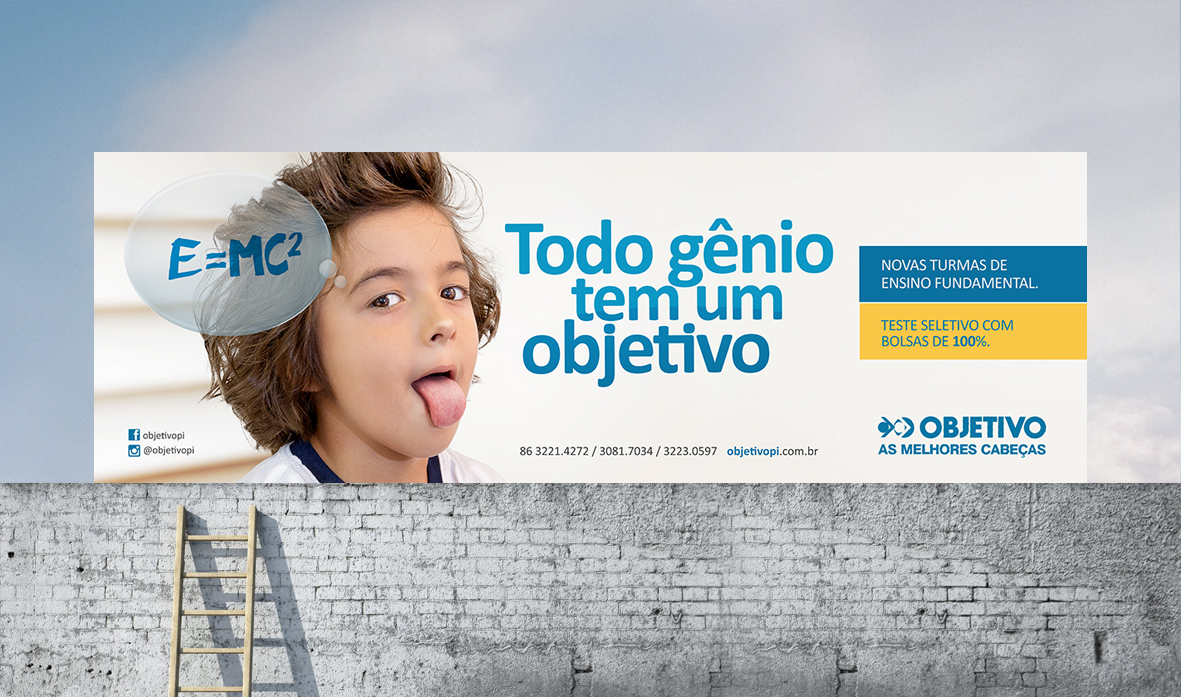 E=MC²
Todo gênio
tem um
objetivo
NOVAS TURMAS DE
ENSINO FUNDAMENTAL.
TESTE SELETIVO COM
BOLSAS DE 100%.
objetivopi
@objetivopi
86 3221.4272 / 3081.7034 / 3223.0597 objetivopi.com.br
OBJETIVO
AS MELHORES CABEÇAS